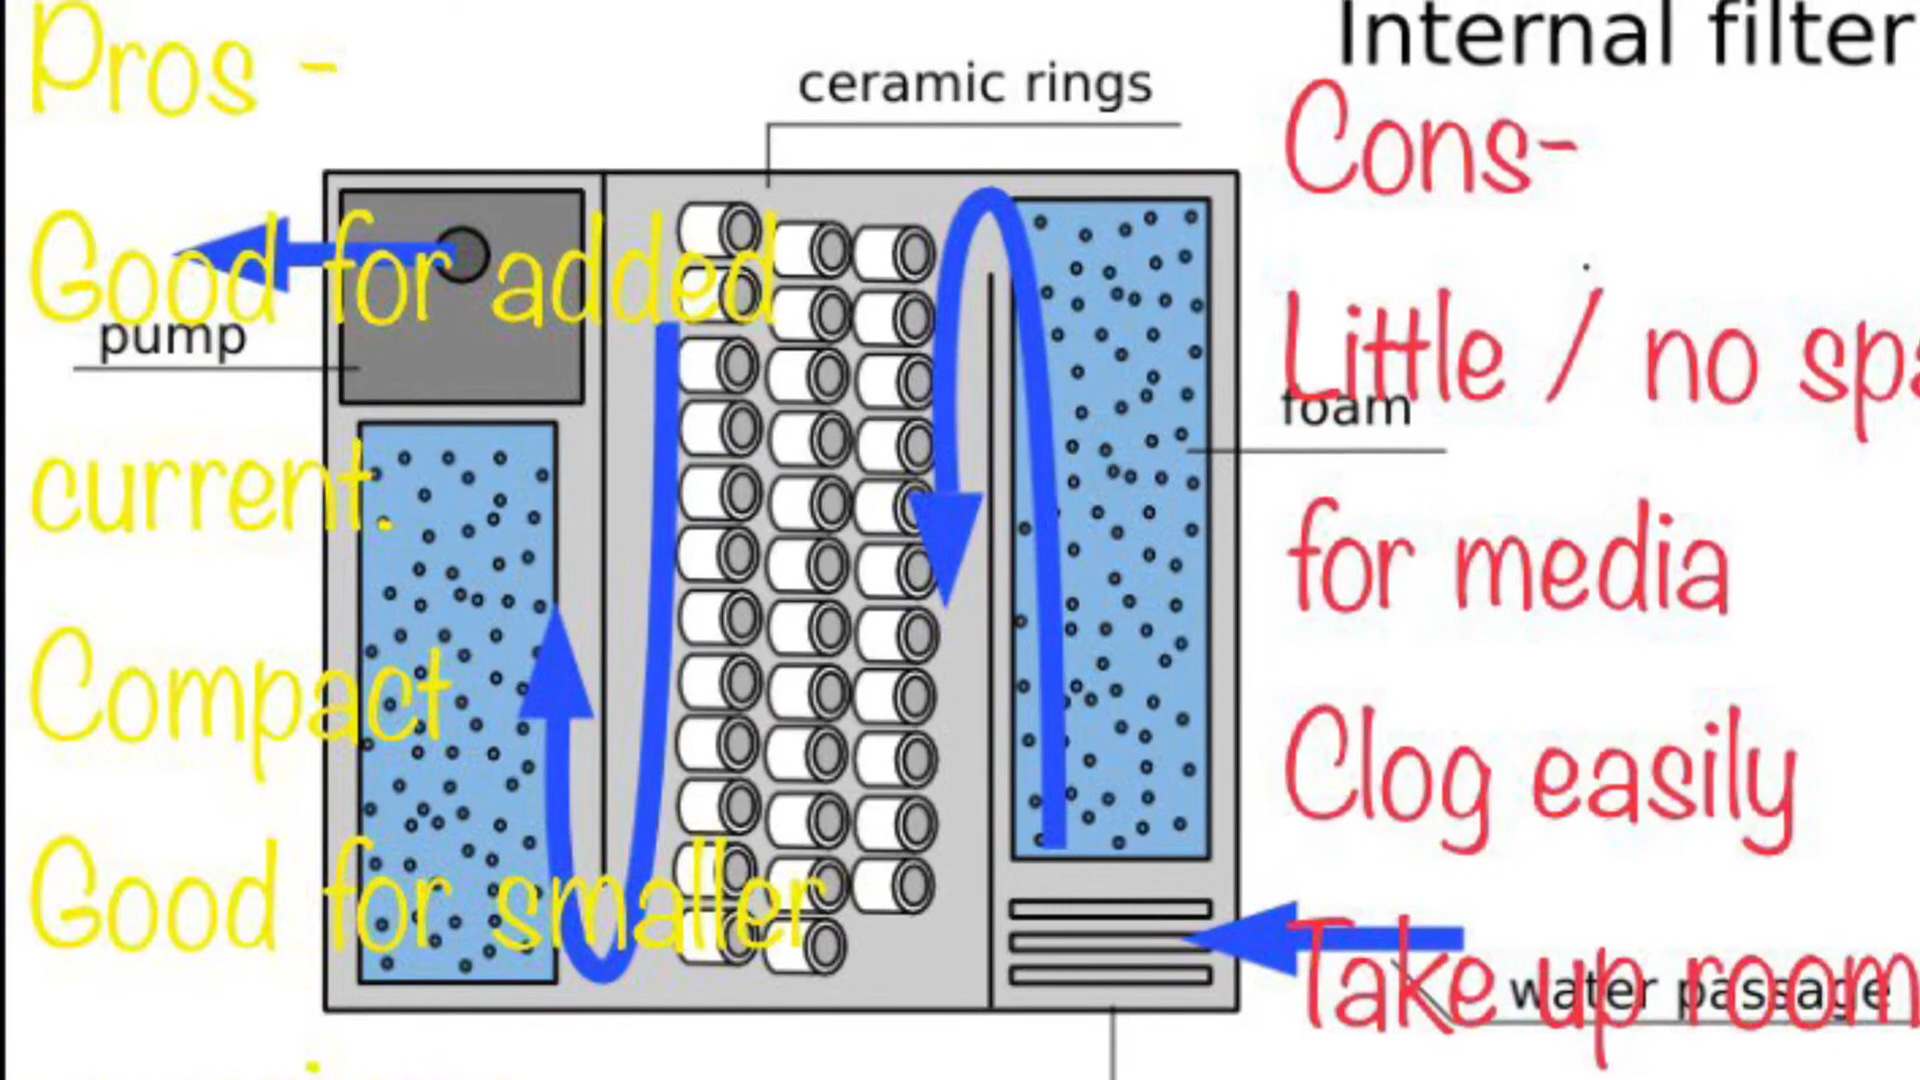 Pros -
Good for added
current.
Compact
Good for smaller
Internal filter
ceramic rings
pump
foam
water passage
Cons-
Little / no
for media
Clog easily
Take up room